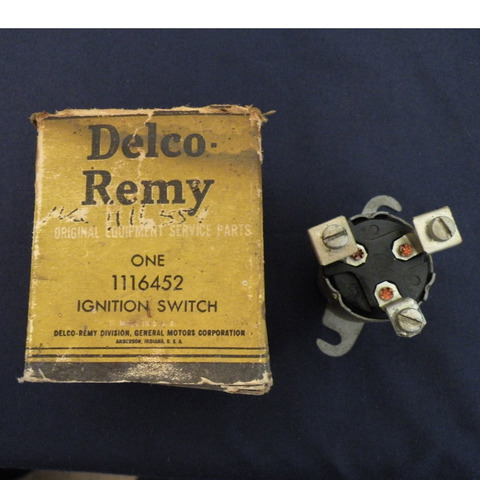 Delco-
Remy
ORIGINAL EQUIPMENT SERVICE PARTS
ONE
1116452
IGNITION SWITCH
DELCO-REMY DIVISION, GENERAL MOTORS CORPORATION
ANDERSON, INDIANA, U. S. A.